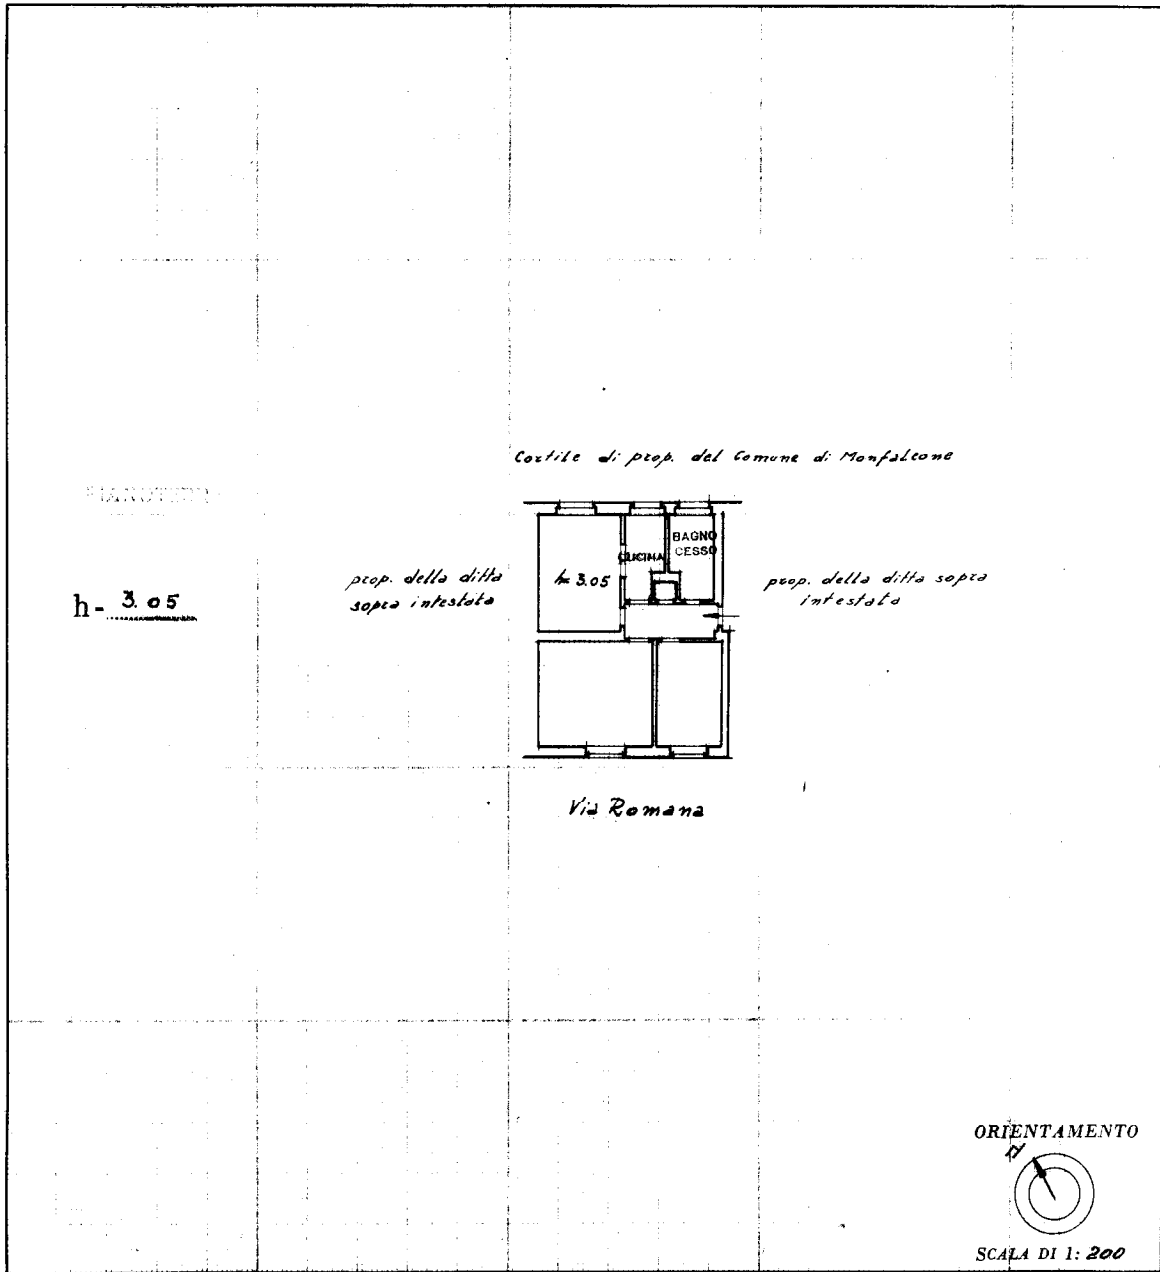 Cortile di prop. del Comune di Monfalcone
BAGNO
CESSO
CUCINA
h= 3.05
prop. della ditta
sopra intestata
prop. della ditta sopra
intestata
h- 3.05
Via Romana
ORIENTAMENTO
N
SCALA DI 1: 200